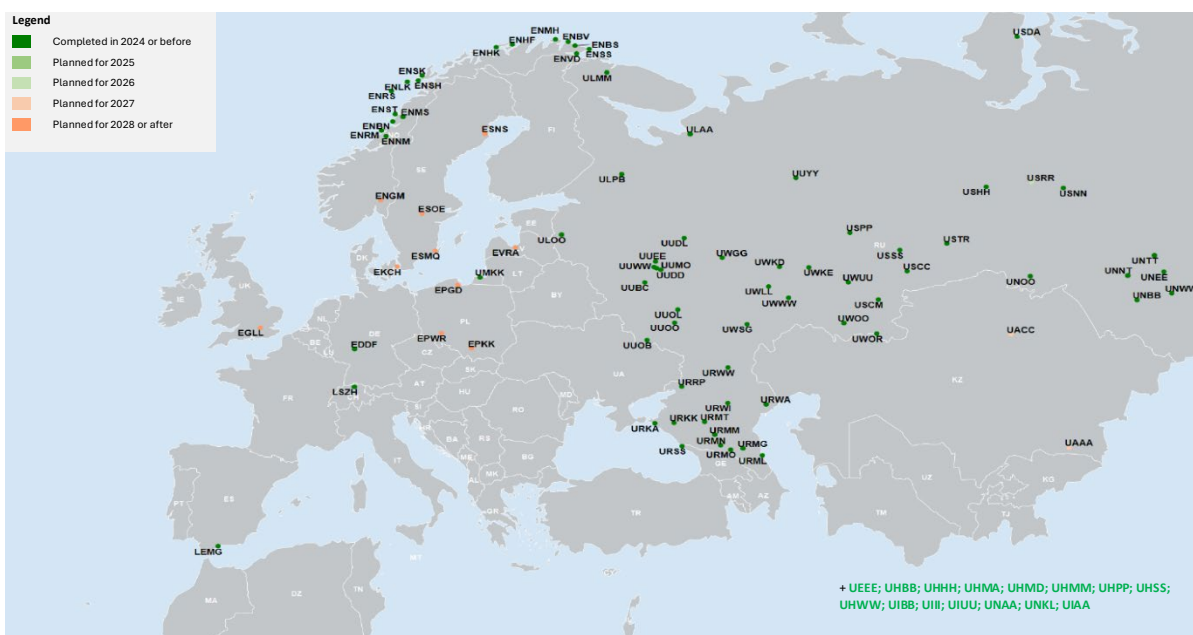 Legend
Completed in 2024 or before
Planned for 2025
Planned for 2026
Planned for 2027
Planned for 2028 or after
USDA
ENMH
ENBV
ENHF
ENHK
ENBS
ENSS
ENVD
ULMM
ENSK
ENLK
ENSH
ENRS
ENST
ENMS
ENBN
ENRM
ENNM
ESNS
FI
ULAA
ULPB
UUYY
USRR
USHH
USNN
SE
ENGM
ESOE
EE
ULOO
EVRA
LV
ESMQ
DK
EKCH
UMKK
LT
EPGD
UUDL
UUEE
UUWW
UUMO
UUDD
UUBC
UWGG
UWKD
UWKE
USPP
RU
USSS
USTR
USCC
UWUU
UWLL
UWWW
USCM
UWOO
UWOR
UNOO
UNTT
UNNT
UNEE
UNBB
UNWW
UUOL
UUOO
UUOB
UWSG
UACC
IE
UK
EGLL
NL
BE
LU
DE
EDDF
PL
EPWR
EPKK
BY
CZ
SK
UA
LSZH
CH
AT
HU
SI
FR
MD
RO
HR
BA
RS
ME
BG
MK
AL
IT
GR
PT
ES
LEMG
MA
DZ
TN
MT
TR
URWW
URRP
URWI
URWA
URKA
URKK
URMT
URMM
URMN
URMG
URSS
URMO
URML
GE
AM
AZ
KZ
UAAA
UZ
KG
TM
TJ
+ UEEE; UHBB; UHHH; UHMA; UHMD; UHMM; UHPP; UHSS;
UHWW; UIBB; UIII; UIUU; UNAA; UNKL; UIAA